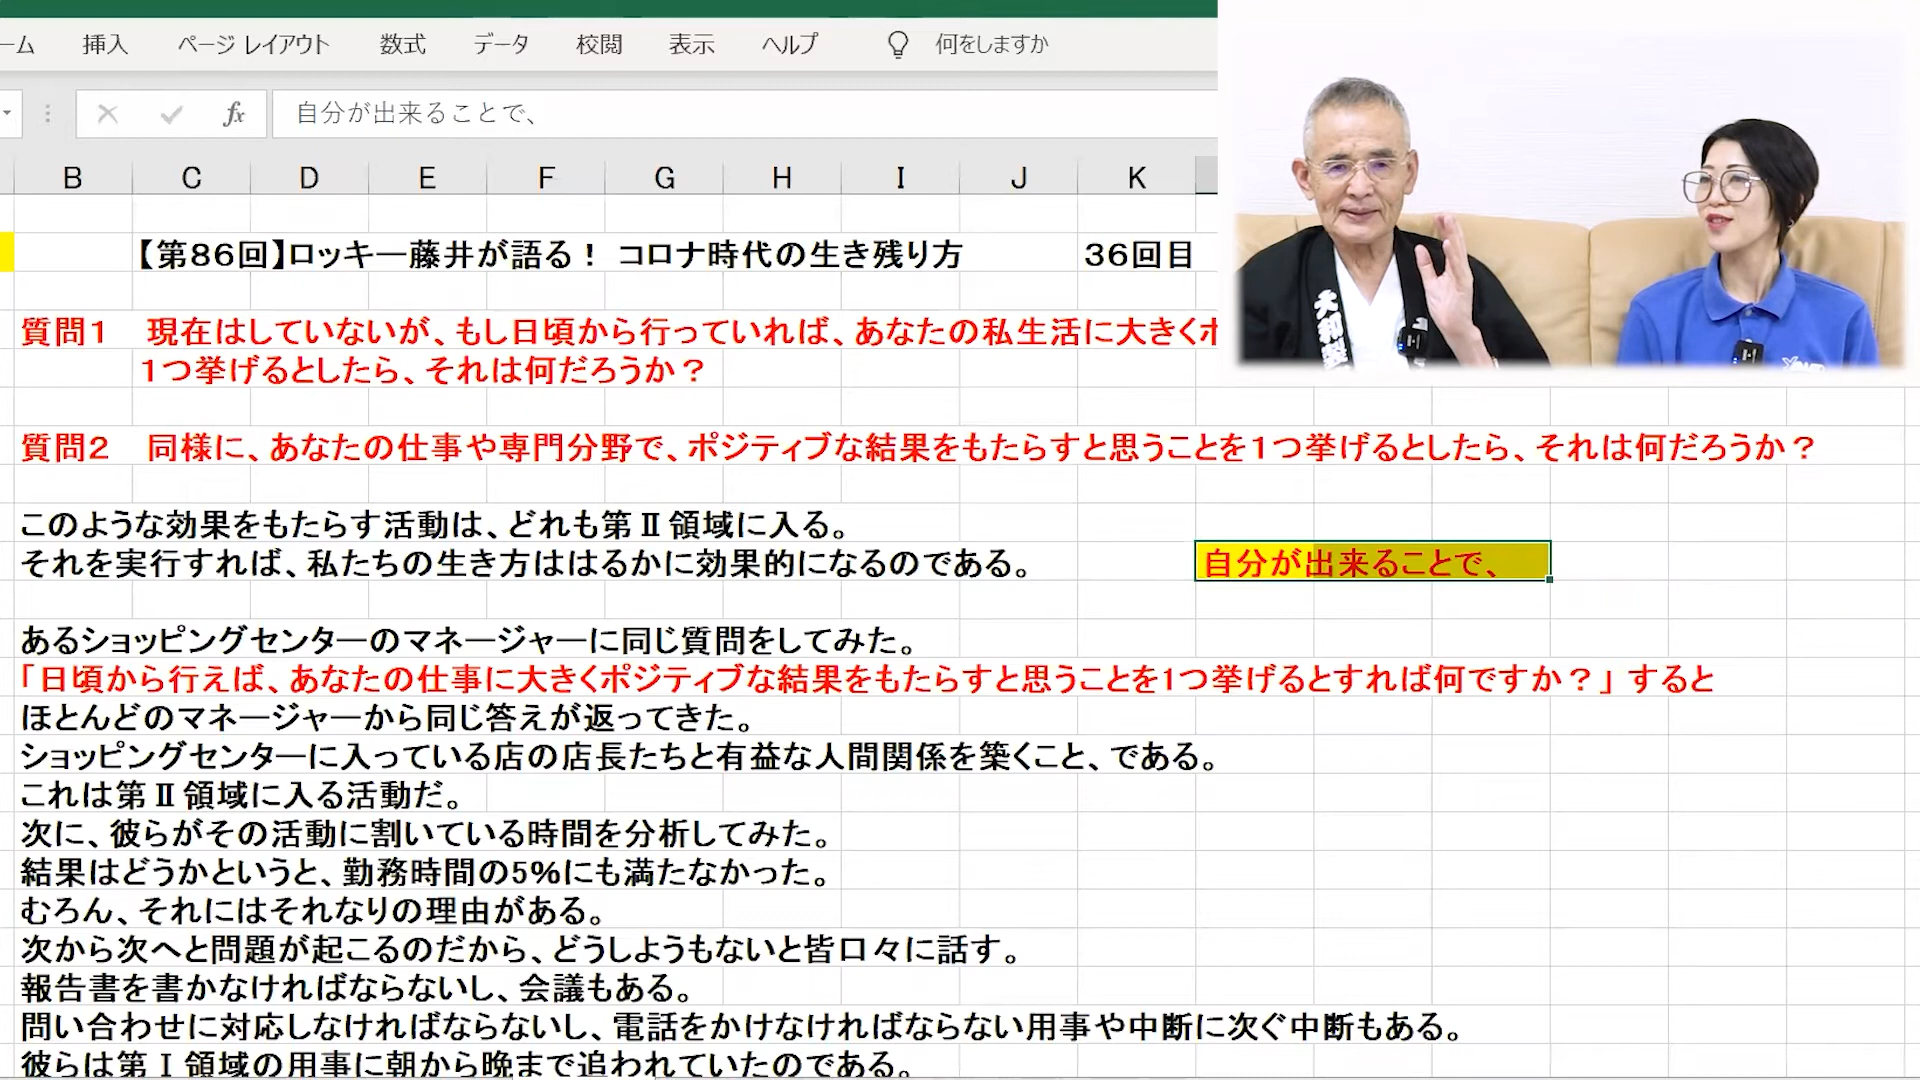 ーム 挿入 ページ レイアウト 数式 データ 校閲 表示 ヘルプ 何をしますか
fx 自分が出来ることで、
B C D E F G H I J K
【第86回】ロッキー藤井が語る！ コロナ時代の生き残り方 36回目
質問１ 現在はしていないが、もし日頃から行っていれば、あなたの私生活に大きくポ
１つ挙げるとしたら、それは何だろうか？
質問２ 同様に、あなたの仕事や専門分野で、ポジティブな結果をもたらすと思うことを１つ挙げるとしたら、それは何だろうか？
このような効果をもたらす活動は、どれも第Ⅱ領域に入る。
それを実行すれば、私たちの生き方ははるかに効果的になるのである。 自分が出来ることで、
あるショッピングセンターのマネージャーに同じ質問をしてみた。
「日頃から行えば、あなたの仕事に大きくポジティブな結果をもたらすと思うことを1つ挙げるとすれば何ですか？」 すると
ほとんどのマネージャーから同じ答えが返ってきた。
ショッピングセンターに入っている店の店長たちと有益な人間関係を築くこと、である。
これは第Ⅱ領域に入る活動だ。
次に、彼らがその活動に割いている時間を分析してみた。
結果はどうかというと、勤務時間の5%にも満たなかった。
むろん、それにはそれなりの理由がある。
次から次へと問題が起こるのだから、どうしようもないと皆口々に話す。
報告書を書かなければならないし、会議もある。
問い合わせに対応しなければならないし、電話をかけなければならない用事や中断に次ぐ中断もある。
彼らは第Ⅰ領域の用事に朝から晩まで追われていたのである。